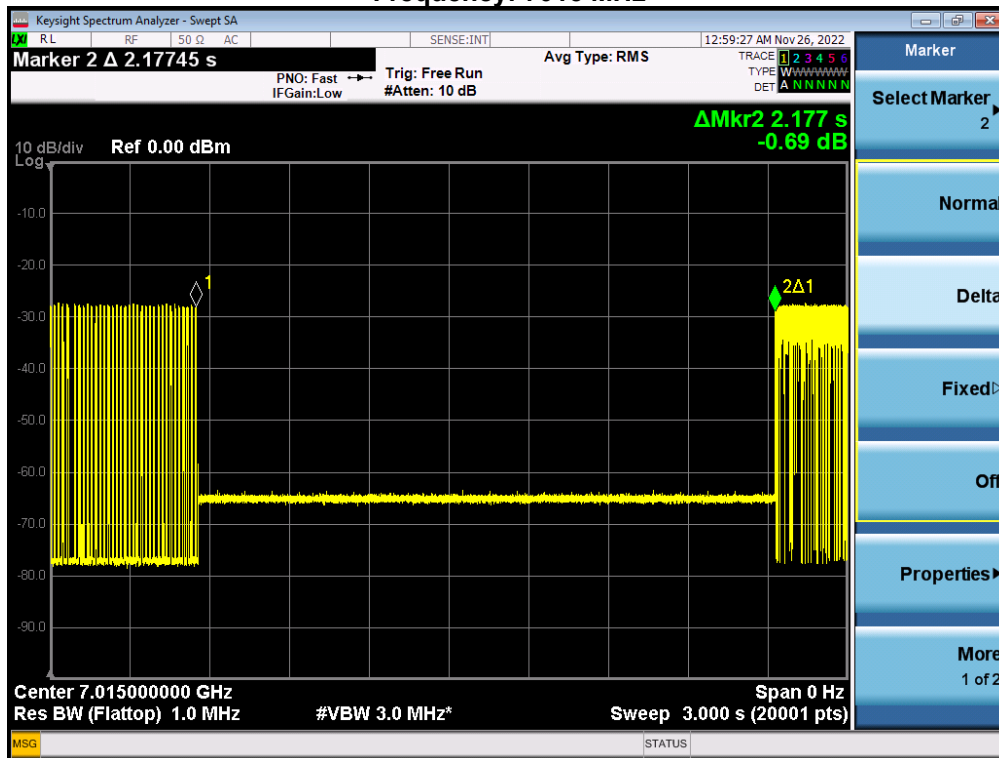 Keysight Spectrum Analyzer - Swept SA
LXI RL RF 50 Ω AC SENSE:INT 12:59:27 AM Nov 26, 2022
Marker 2 Δ 2.17745 s
PNO: Fast
IFGain:Low
Trig: Free Run
#Atten: 10 dB
Avg Type: RMS
TRACE 1 2 3 4 5 6
TYPE WWWWWW
DET A N N N N N
ΔMkr2 2.177 s
-0.69 dB
10 dB/div Ref 0.00 dBm
Log
-10.0
-20.0
-30.0
-40.0
-50.0
-60.0
-70.0
-80.0
-90.0
1
2Δ1
Center 7.015000000 GHz
Span 0 Hz
Res BW (Flattop) 1.0 MHz
#VBW 3.0 MHz*
Sweep 3.000 s (20001 pts)
MSG
STATUS
Marker
Select Marker
2
Normal
Delta
Fixed
Off
Properties
More
1 of 2